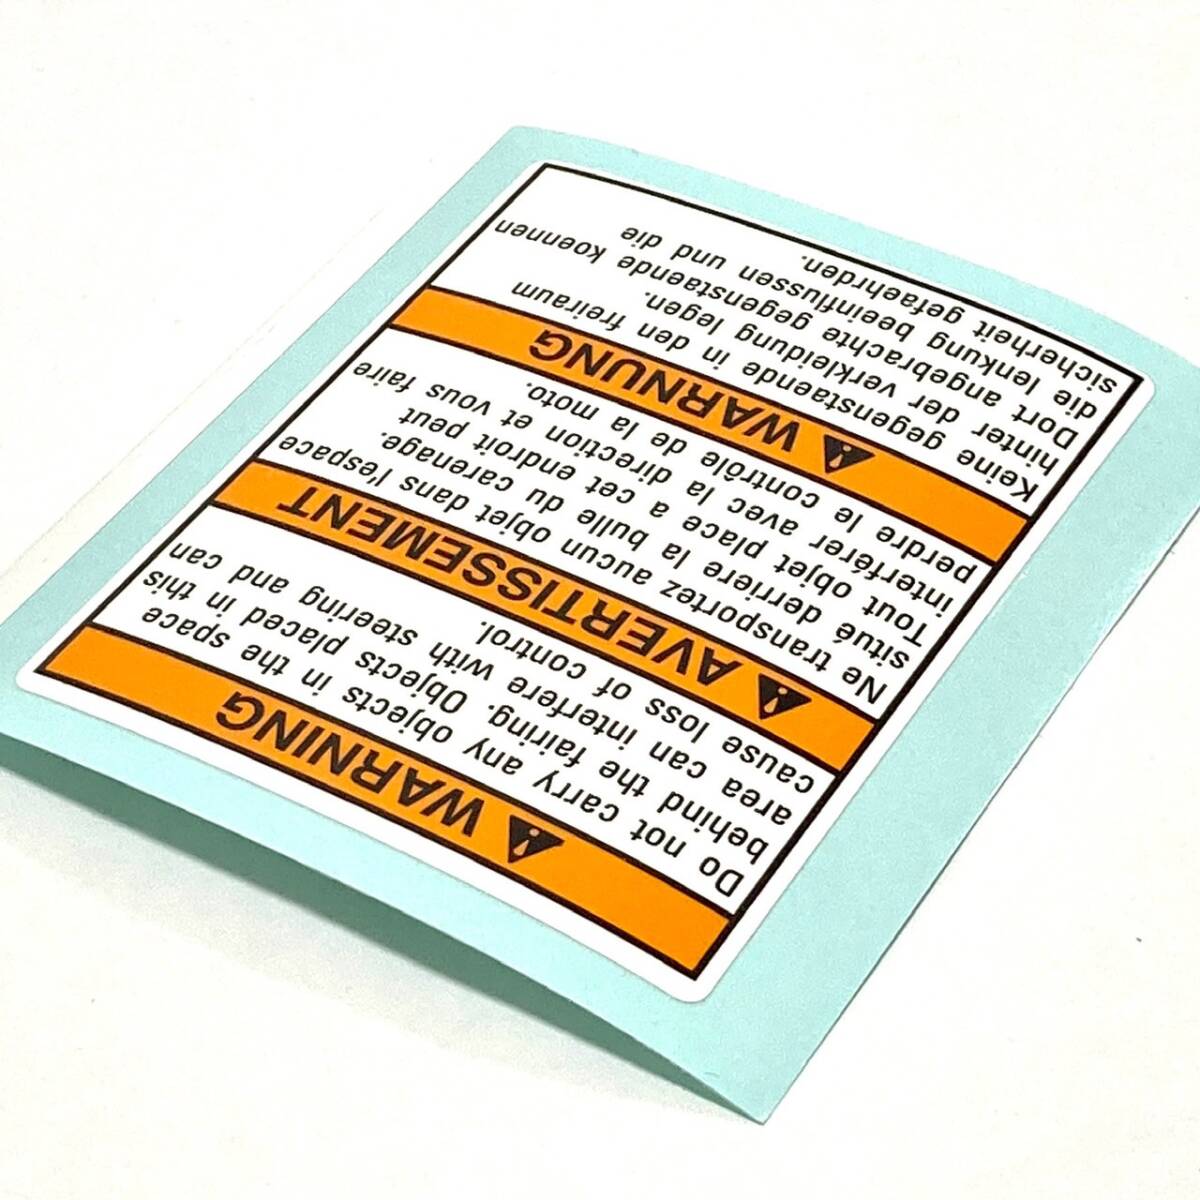 WARNING
Do not carry any objects in the space
behind the fairing. Objects placed in this
area can interfere with steering and can
cause loss of control.
AVERTISSEMENT
Ne transportez aucun objet dans l'espace
situé derriere la bulle du carenage.
Tout objet place a cet endroit peut
interférer avec la direction et vous faire
perdre le contrôle de la moto.
WARNUNG
Keine gegenstaende in den freiraum
hinter der verkleidung legen.
Dort angebrachte gegenstaende koennen
die lenkung beeinflussen und die
sicherheit gefaehrden.